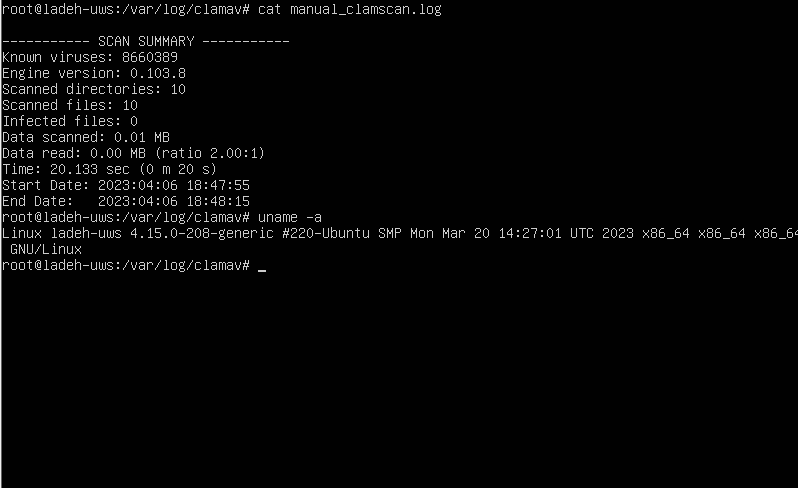 root@ladeh-uws:/var/log/clamav# cat manual_clamscan.log
----------- SCAN SUMMARY -----------
Known viruses: 8660389
Engine version: 0.103.8
Scanned directories: 10
Scanned files: 10
Infected files: 0
Data scanned: 0.01 MB
Data read: 0.00 MB (ratio 2.00:1)
Time: 20.133 sec (0 m 20 s)
Start Date: 2023:04:06 18:47:55
End Date:   2023:04:06 18:48:15
root@ladeh-uws:/var/log/clamav# uname -a
Linux ladeh-uws 4.15.0-208-generic #220-Ubuntu SMP Mon Mar 20 14:27:01 UTC 2023 x86_64 x86_64 x86_64
 GNU/Linux
root@ladeh-uws:/var/log/clamav# _